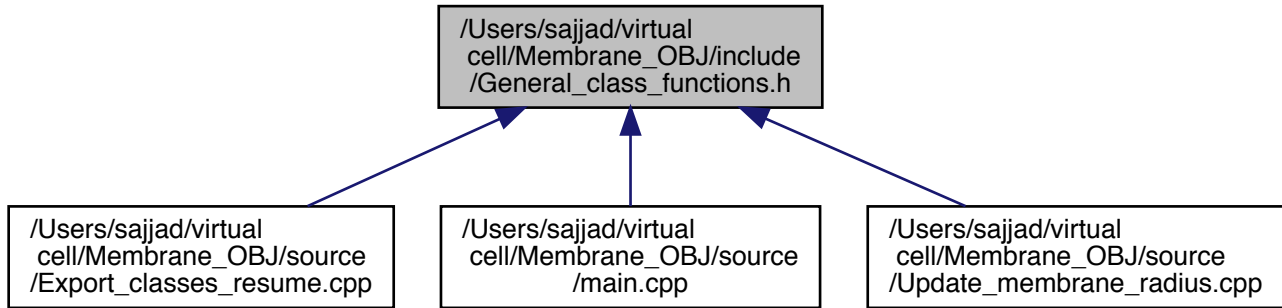 /Users/sajjad/virtual
cell/Membrane_OBJ/include
/General_class_functions.h
/Users/sajjad/virtual
cell/Membrane_OBJ/source
/Export_classes_resume.cpp
/Users/sajjad/virtual
cell/Membrane_OBJ/source
/main.cpp
/Users/sajjad/virtual
cell/Membrane_OBJ/source
/Update_membrane_radius.cpp